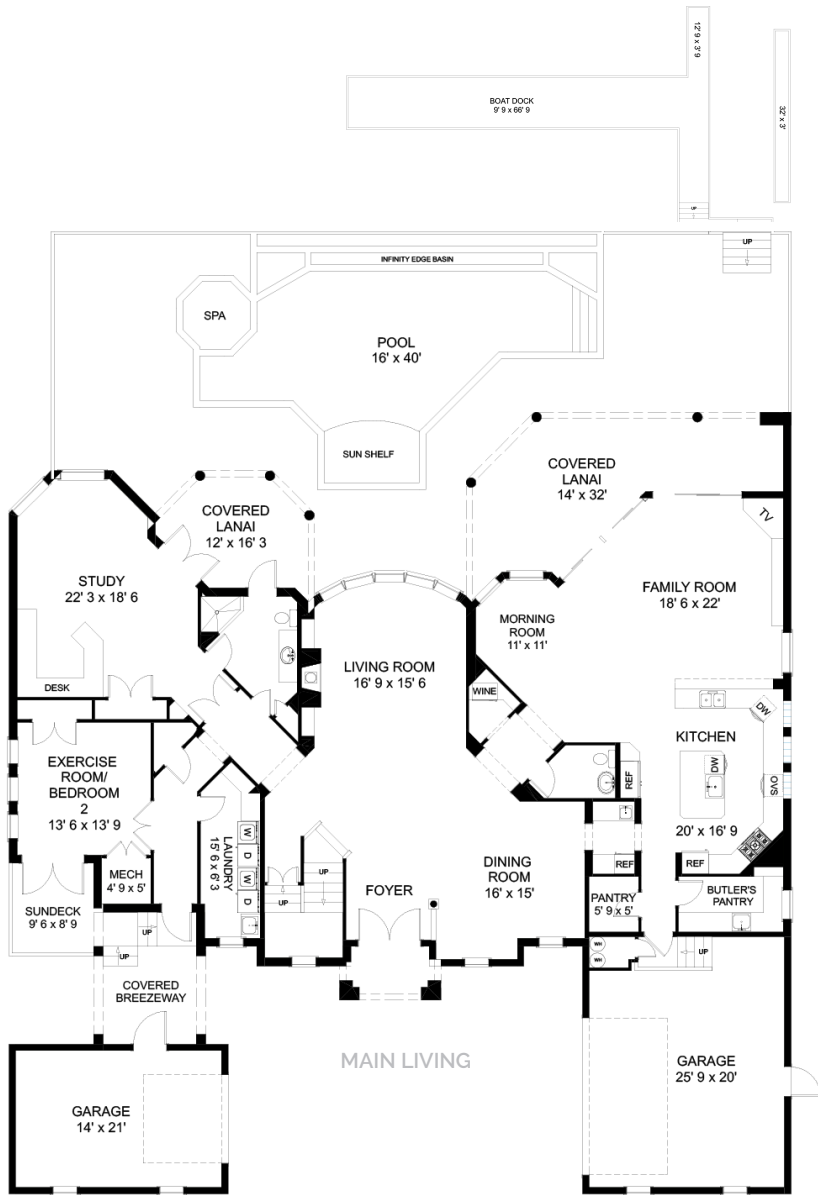 12' 9 x 3' 9
BOAT DOCK
9' 9 x 66' 9
32' x 3'
UP
UP
INFINITY EDGE BASIN
SPA
POOL
16' x 40'
SUN SHELF
COVERED
LANAI
14' x 32'
COVERED
LANAI
12' x 16' 3
TV
STUDY
22' 3 x 18' 6
FAMILY ROOM
18' 6 x 22'
MORNING
ROOM
11' x 11'
LIVING ROOM
16' 9 x 15' 6
DESK
WINE
DW
KITCHEN
EXERCISE
ROOM/
BEDROOM
2
13' 6 x 13' 9
DW
REF
OVS
20' x 16' 9
W
D
W
D
LAUNDRY
15' 6 x 6' 3
REF
REF
MECH
4' 9 x 5'
UP
UP
FOYER
DINING
ROOM
16' x 15'
PANTRY
5' 9 x 5'
BUTLER'S
PANTRY
SUNDECK
9' 6 x 8' 9
UP
UP
WH
WH
UP
COVERED
BREEZEWAY
MAIN LIVING
GARAGE
25' 9 x 20'
GARAGE
14' x 21'